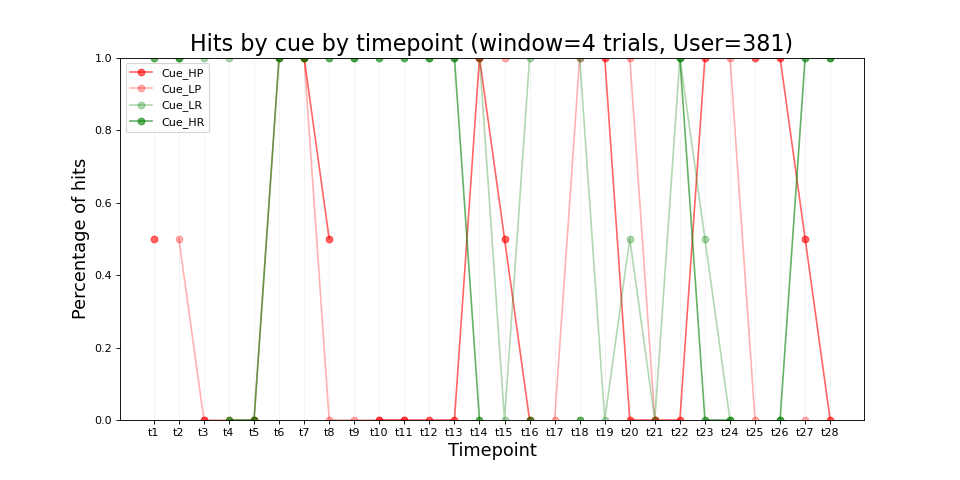 Hits by cue by timepoint (window=4 trials, User=381)
Percentage of hits
1.0
0.8
0.6
0.4
0.2
0.0
Cue_HP
Cue_LP
Cue_LR
Cue_HR
t1 t2 t3 t4 t5 t6 t7 t8 t9 t10 t11 t12 t13 t14 t15 t16 t17 t18 t19 t20 t21 t22 t23 t24 t25 t26 t27 t28
Timepoint